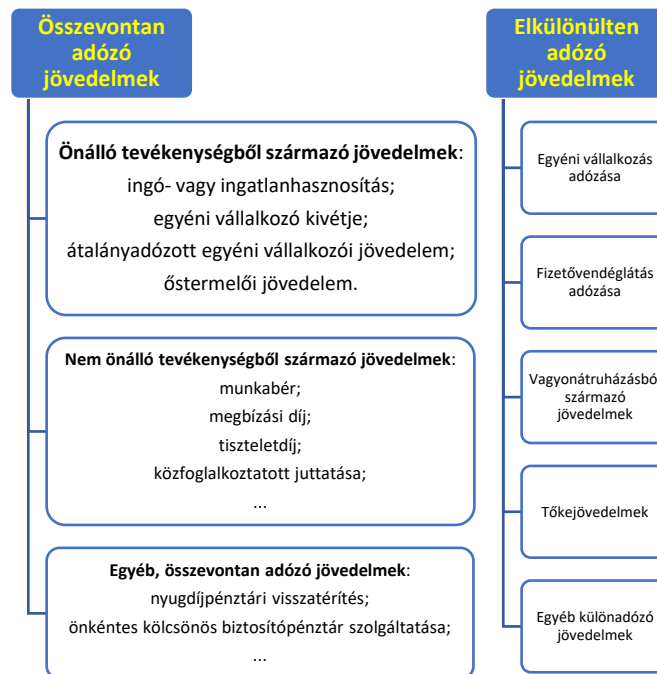 Összevontan
adózó
jövedelmek
Önálló tevékenységből származó jövedelmek:
ingó- vagy ingatlanhasznosítás;
egyéni vállalkozó kivétje;
átalányadózott egyéni vállalkozói jövedelem;
őstermelői jövedelem.
Nem önálló tevékenységből származó jövedelmek:
munkabér;
megbízási díj;
tiszteletdíj;
közfoglalkoztatott juttatása;
...
Egyéb, összevontan adózó jövedelmek:
nyugdíjpénztári visszatérítés;
önkéntes kölcsönös biztosítópénztár szolgáltatása;
...
Elkülönülten
adózó
jövedelmek
Egyéni vállalkozás
adózása
Fizetővendéglátás
adózása
Vagyonátruházásbó
származó
jövedelmek
Tőkejövedelmek
Egyéb különadózó
jövedelmek